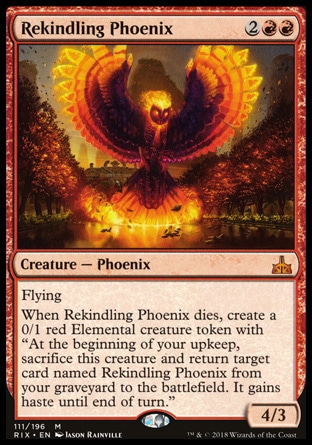 Rekindling Phoenix 2
Creature — Phoenix
Flying
When Rekindling Phoenix dies, create a
0/1 red Elemental creature token with
“At the beginning of your upkeep,
sacrifice this creature and return target
card named Rekindling Phoenix from
your graveyard to the battlefield. It gains
haste until end of turn.”
4/3
111/196 M
RIX • EN Jason Rainville
™ & © 2018 Wizards of the Coast